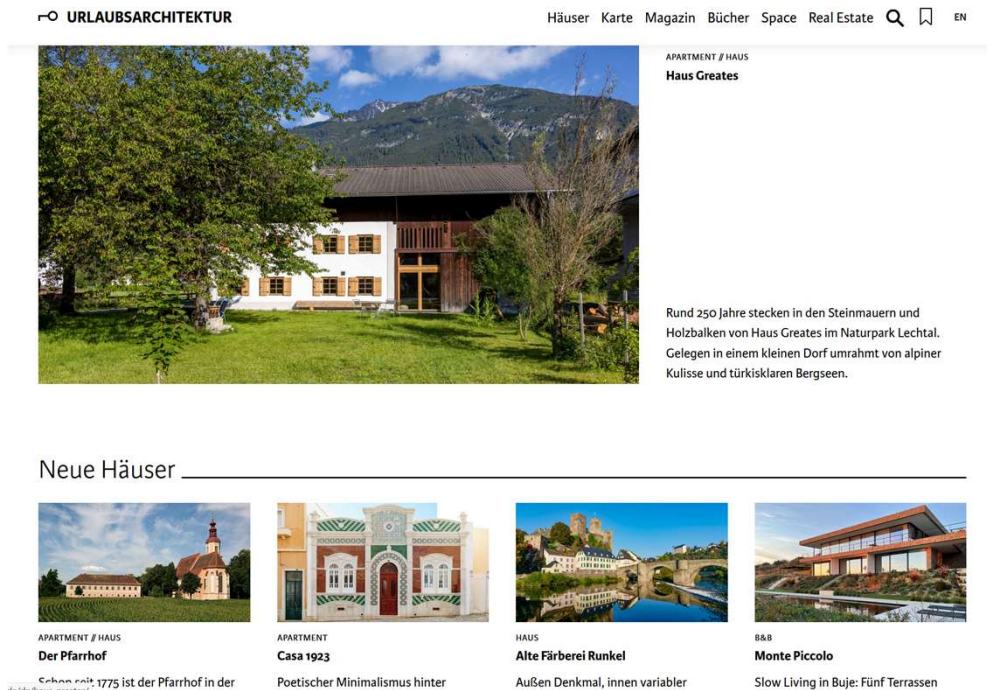 URLAUBSARCHITEKTUR
Häuser Karte Magazin Bücher Space Real Estate EN
APARTMENT // HAUS
Haus Greates
Rund 250 Jahre stecken in den Steinmauern und
Holzbalken von Haus Greates im Naturpark Lechtal.
Gelegen in einem kleinen Dorf umrahmt von alpiner
Kulisse und türkisklaren Bergseen.
Neue Häuser
APARTMENT // HAUS
Der Pfarrhof
Schon seit 1775 ist der Pfarrhof in der
APARTMENT
Casa 1923
Poetischer Minimalismus hinter
HAUS
Alte Färberei Runkel
Außen Denkmal, innen variabler
B&B
Monte Piccolo
Slow Living in Buje: Fünf Terrassen